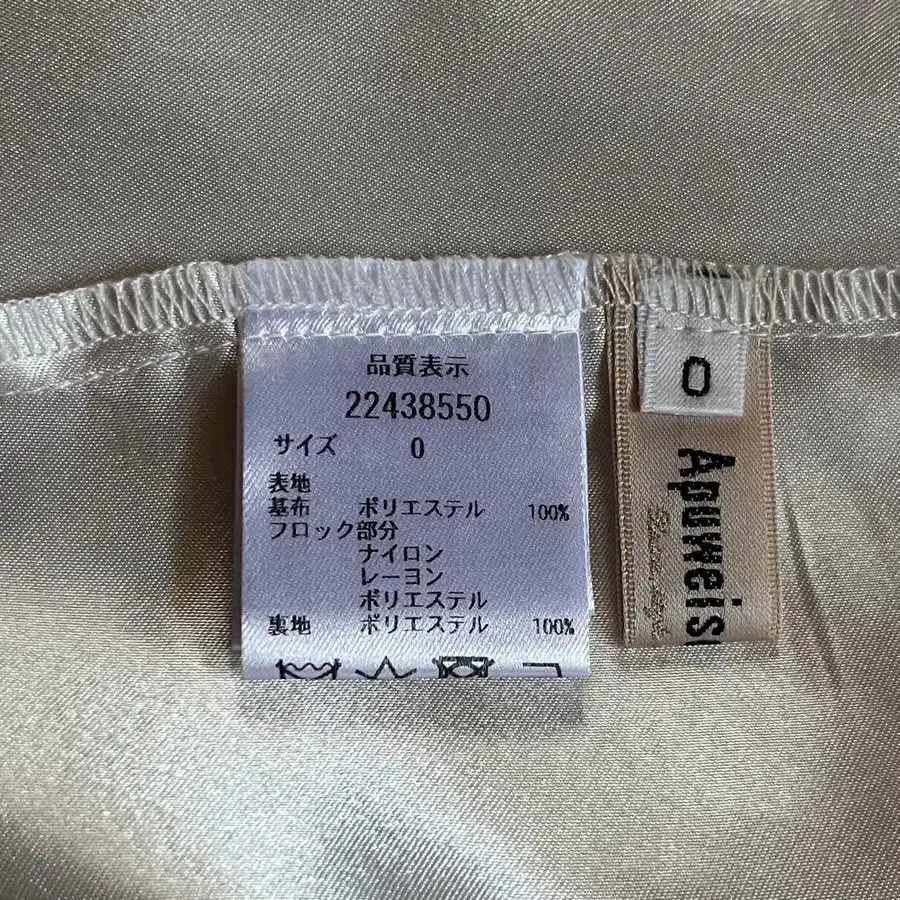 品質表示
22438550
サイズ 0
表地
基布 ポリエステル 100%
フロック部分
ナイロン
レーヨン
ポリエステル
裏地 ポリエステル 100%
0
Apuweis